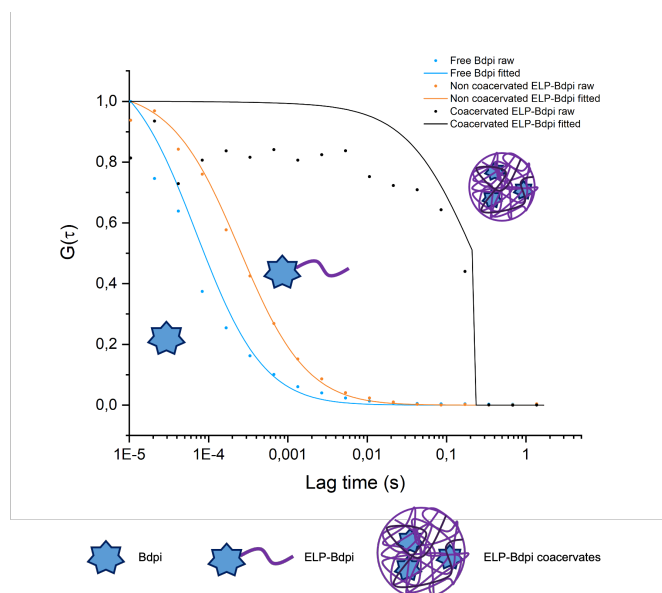 Free Bdpi raw
Free Bdpi fitted
Non coacervated ELP-Bdpi raw
Non coacervated ELP-Bdpi fitted
Coacervated ELP-Bdpi raw
Coacervated ELP-Bdpi fitted
G(τ)
1,0
0,8
0,6
0,4
0,2
0,0
1E-5 1E-4 0,001 0,01 0,1 1
Lag time (s)
Bdpi ELP-Bdpi ELP-Bdpi coacervates